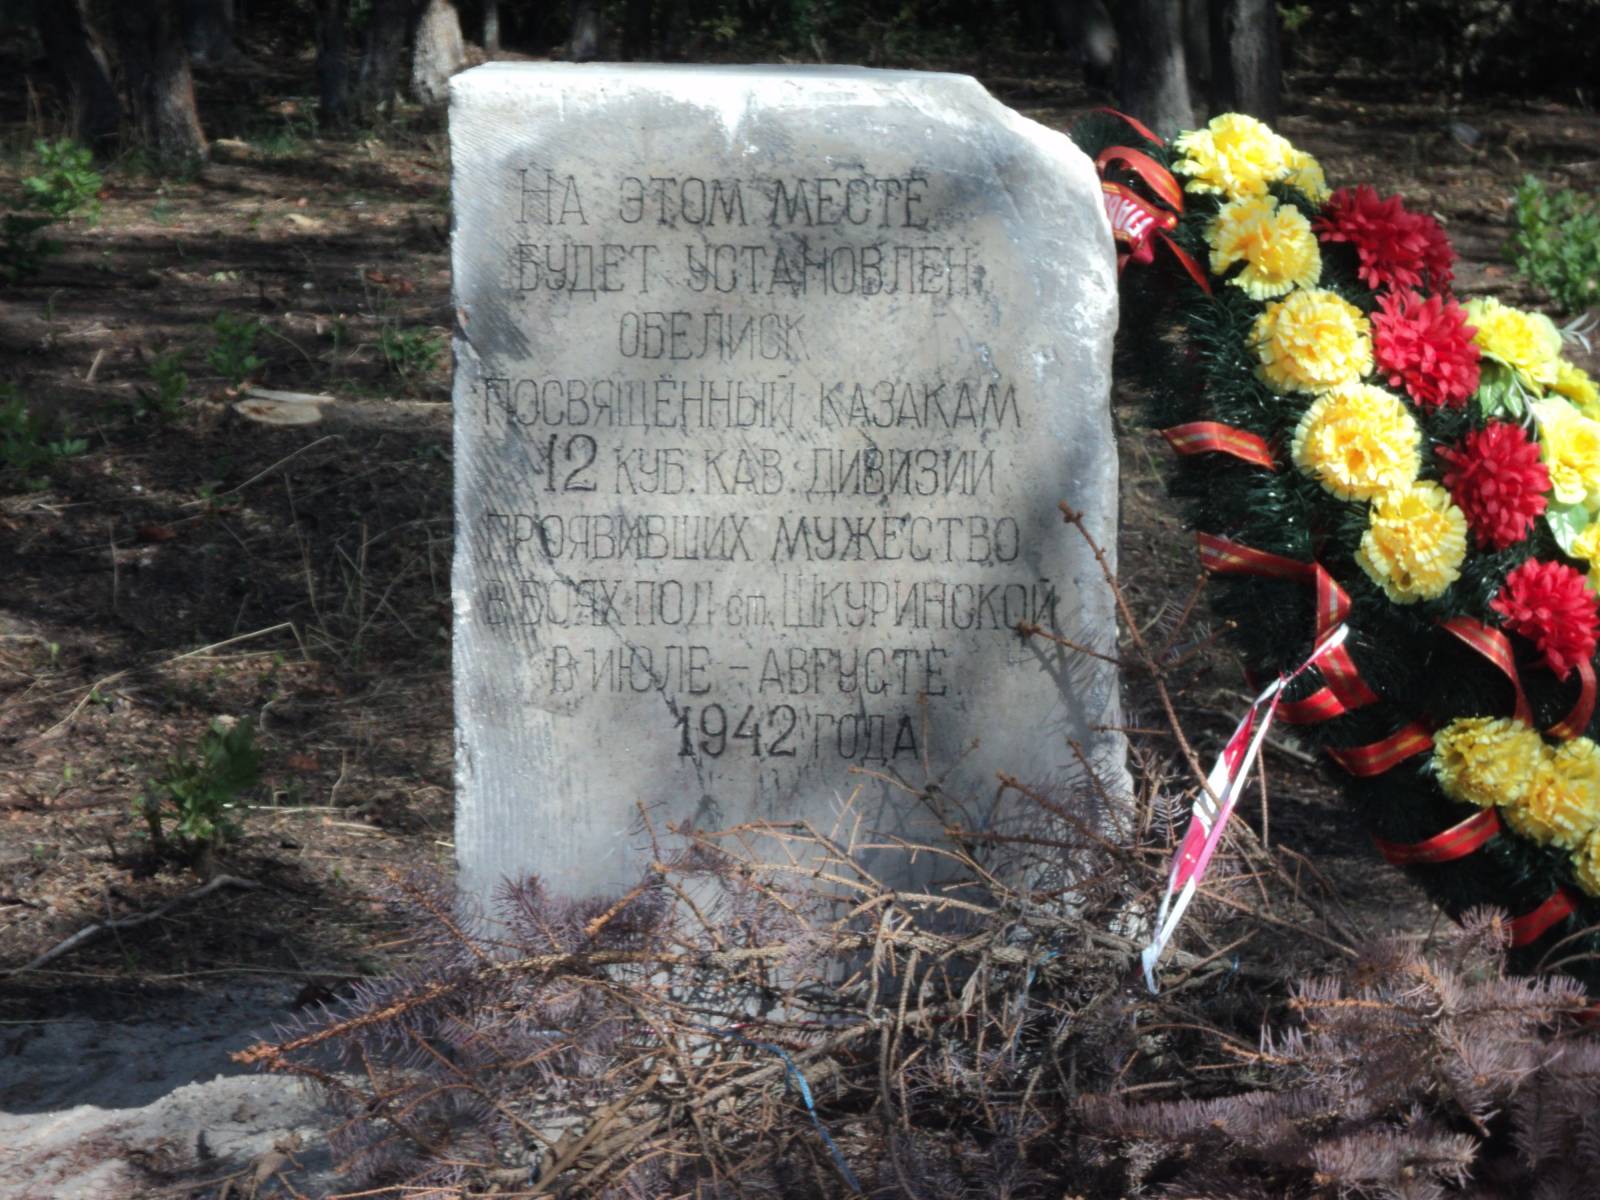 НА ЭТОМ МЕСТЕ
БУДЕТ УСТАНОВЛЕН
ОБЕЛИСК
ПОСВЯЩЁННЫЙ КАЗАКАМ
12 КУБ. КАВ. ДИВИЗИИ
ПРОЯВИВШИХ МУЖЕСТВО
В БОЯХ ПОД ст. ШКУРИНСКОЙ
В ИЮЛЕ - АВГУСТЕ
1942 ГОДА